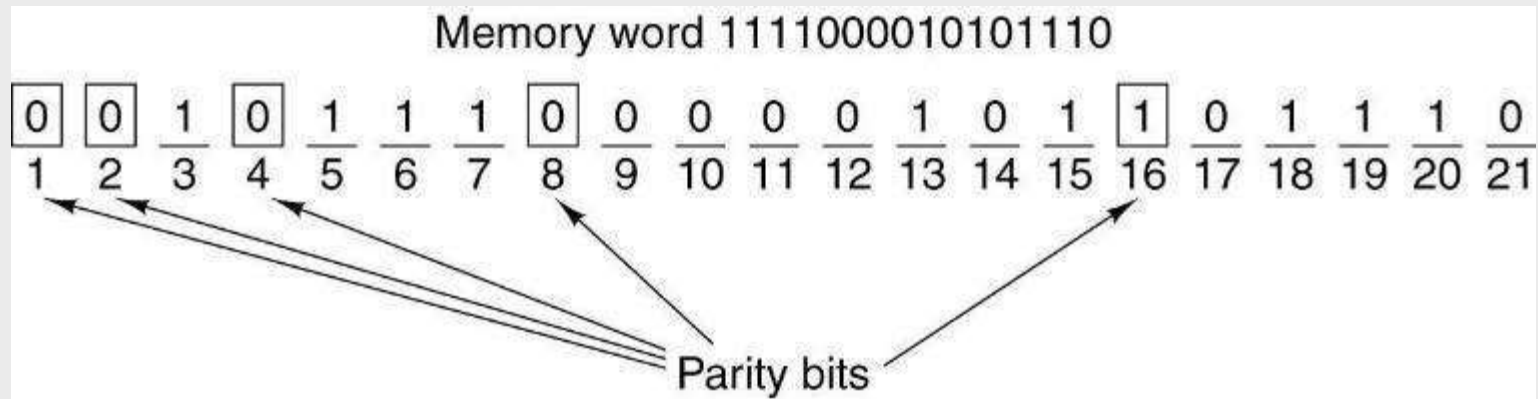 Memory word 1111000010101110
0 0 1 0 1 1 1 0 0 0 0 0 1 0 1 1 0 1 1 1 0
1 2 3 4 5 6 7 8 9 10 11 12 13 14 15 16 17 18 19 20 21
Parity bits